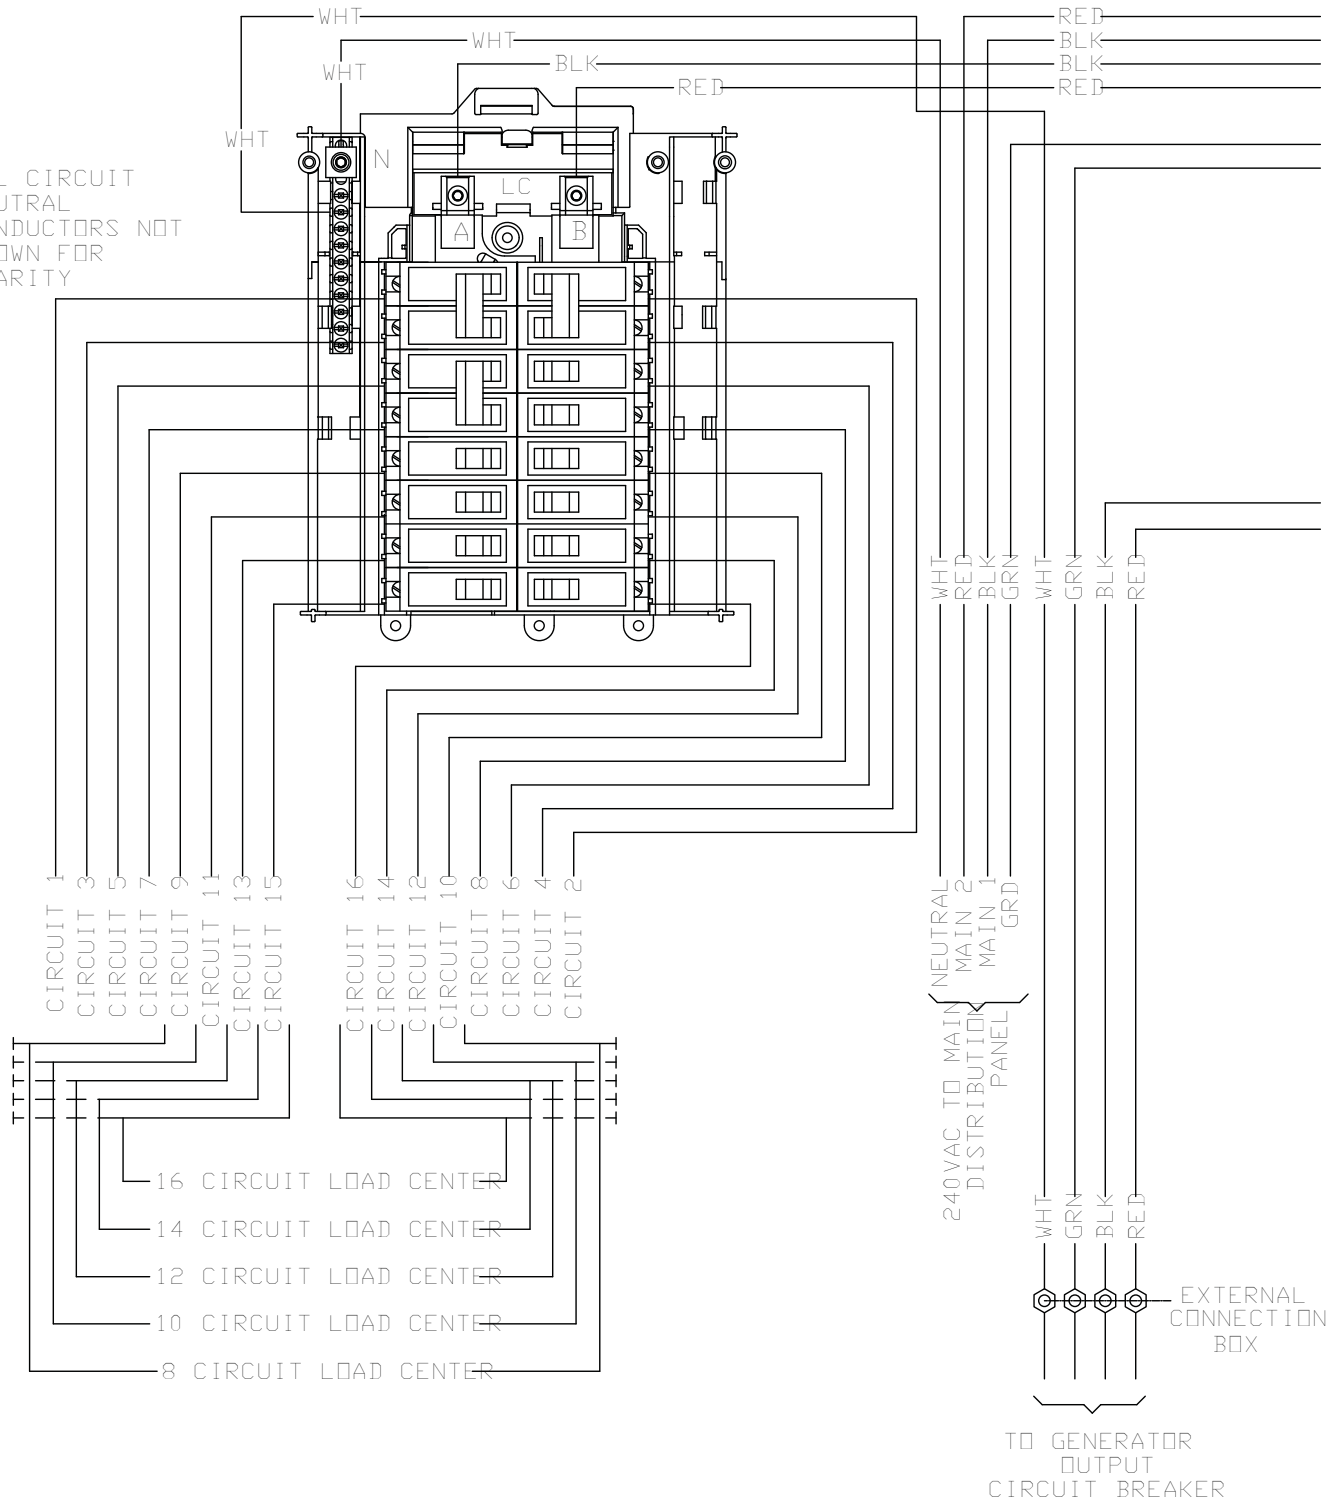 WHT
RED
WHT
BLK
BLK
BLK
WHT
RED
RED
WHT
N
LC
CIRCUIT
NOT
FOR
A
B
WHT
RED
BLK
GRN
WHT
GRN
BLK
RED
CIRCUIT 1
CIRCUIT 3
CIRCUIT 5
CIRCUIT 7
CIRCUIT 9
CIRCUIT 11
CIRCUIT 13
CIRCUIT 15
CIRCUIT 16
CIRCUIT 14
CIRCUIT 12
CIRCUIT 10
CIRCUIT 8
CIRCUIT 6
CIRCUIT 4
CIRCUIT 2
NEUTRAL
MAIN 2
MAIN 1
GRD
240VAC TO MAIN
DISTRIBUTION
PANEL
16 CIRCUIT LOAD CENTER
14 CIRCUIT LOAD CENTER
12 CIRCUIT LOAD CENTER
10 CIRCUIT LOAD CENTER
8 CIRCUIT LOAD CENTER
WHT
GRN
BLK
RED
EXTERNAL
CONNECTION
BOX
TO GENERATOR
OUTPUT
CIRCUIT BREAKER